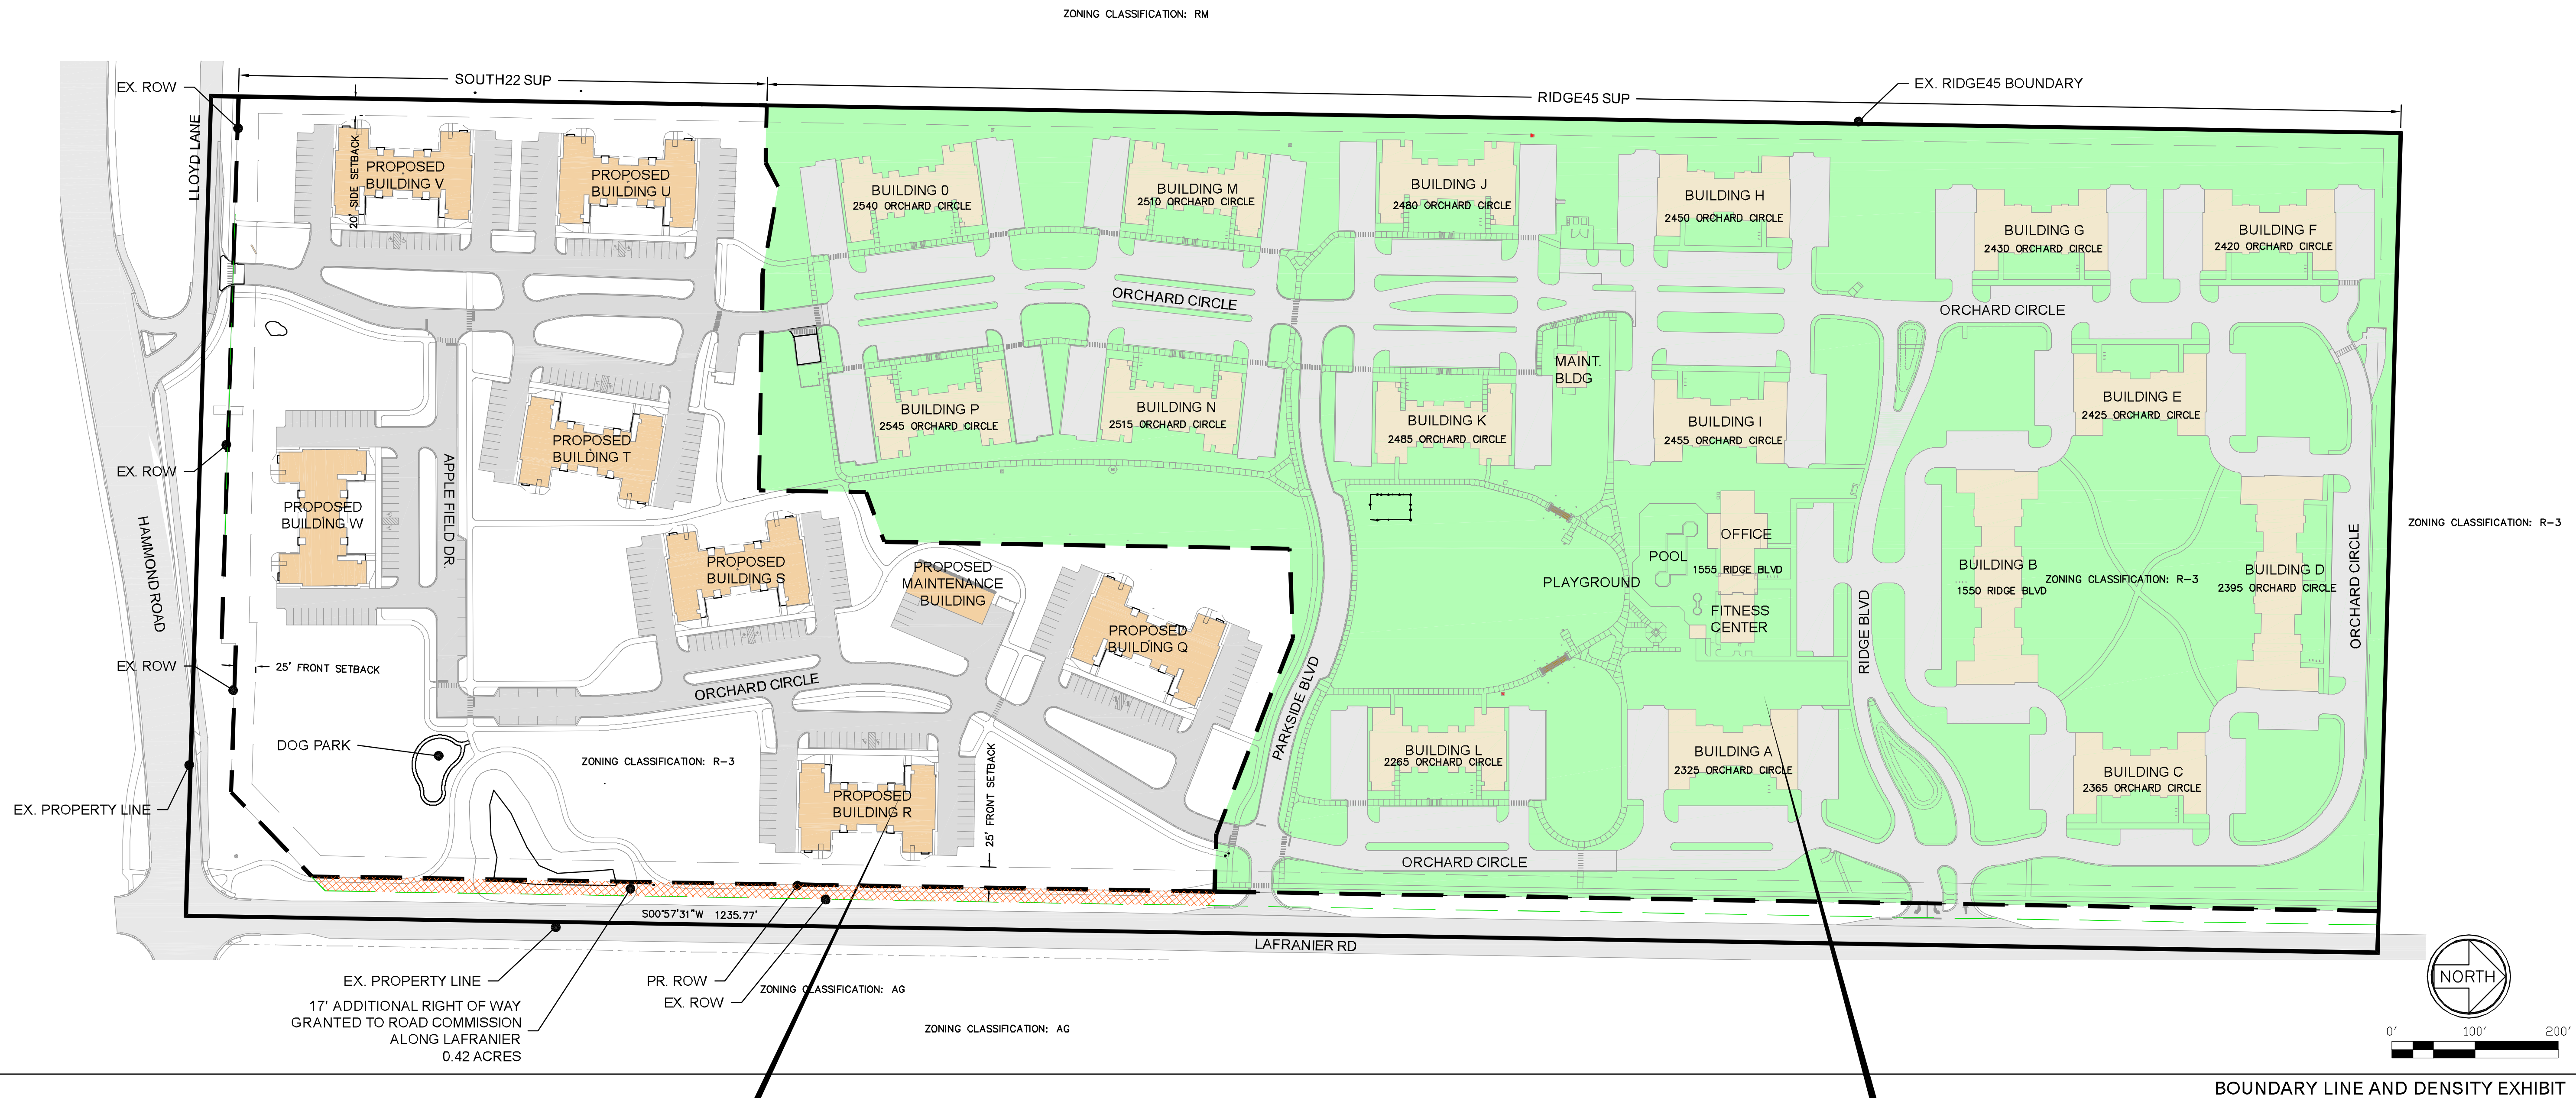 ZONING CLASSIFICATION: RM
SOUTH22 SUP
RIDGE45 SUP
EX. RIDGE45 BOUNDARY
EX. ROW
LLOYD LANE
20' SIDE SETBACK
PROPOSED
BUILDING V
PROPOSED
BUILDING U
BUILDING 0
2540 ORCHARD CIRCLE
BUILDING M
2510 ORCHARD CIRCLE
BUILDING J
2480 ORCHARD CIRCLE
BUILDING H
2450 ORCHARD CIRCLE
BUILDING G
2430 ORCHARD CIRCLE
BUILDING F
2420 ORCHARD CIRCLE
ORCHARD CIRCLE
ORCHARD CIRCLE
MAINT.
BLDG
BUILDING P
2545 ORCHARD CIRCLE
BUILDING N
2515 ORCHARD CIRCLE
BUILDING K
2485 ORCHARD CIRCLE
BUILDING I
2455 ORCHARD CIRCLE
BUILDING E
2425 ORCHARD CIRCLE
PROPOSED
BUILDING T
EX. ROW
APPLE FIELD DR.
PROPOSED
BUILDING W
HAMMOND ROAD
PROPOSED
BUILDING S
PROPOSED
MAINTENANCE
BUILDING
PROPOSED
BUILDING Q
PLAYGROUND
POOL
OFFICE
1555 RIDGE BLVD
FITNESS
CENTER
RIDGE BLVD
BUILDING B
1550 RIDGE BLVD
ZONING CLASSIFICATION: R-3
BUILDING D
2395 ORCHARD CIRCLE
ORCHARD CIRCLE
ZONING CLASSIFICATION: R-3
EX. ROW
25' FRONT SETBACK
ORCHARD CIRCLE
PARKSIDE BLVD
DOG PARK
ZONING CLASSIFICATION: R-3
25' FRONT SETBACK
BUILDING L
2265 ORCHARD CIRCLE
BUILDING A
2325 ORCHARD CIRCLE
BUILDING C
2365 ORCHARD CIRCLE
EX. PROPERTY LINE
PROPOSED
BUILDING R
ORCHARD CIRCLE
S00°57'31"W 1235.77'
LAFRANIER RD
EX. PROPERTY LINE
PR. ROW
EX. ROW
ZONING CLASSIFICATION: AG
17' ADDITIONAL RIGHT OF WAY
GRANTED TO ROAD COMMISSION
ALONG LAFRANIER
0.42 ACRES
ZONING CLASSIFICATION: AG
NORTH
0' 100' 200'
BOUNDARY LINE AND DENSITY EXHIBIT